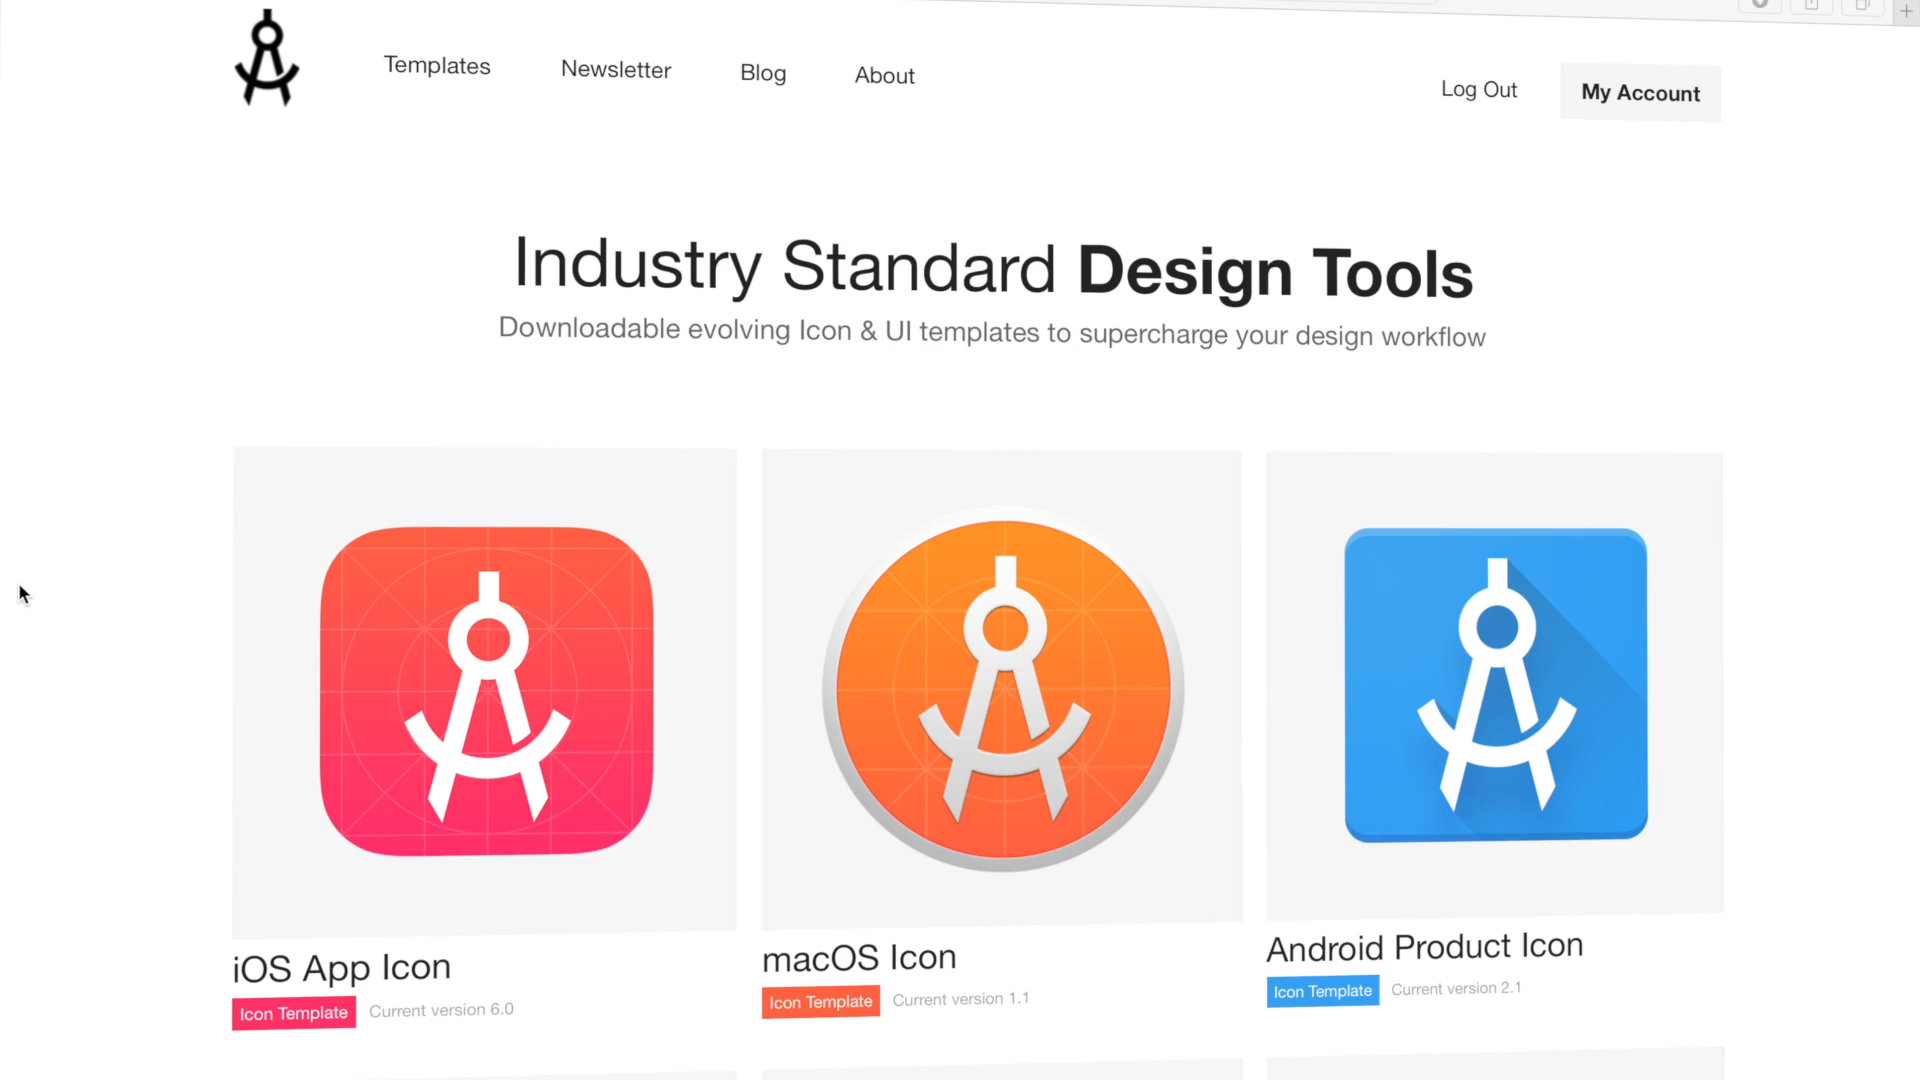 Templates Newsletter Blog About
Log Out My Account
Industry Standard Design Tools
Downloadable evolving Icon & UI templates to supercharge your design workflow
iOS App Icon
Icon Template Current version 6.0
macOS Icon
Icon Template Current version 1.1
Android Product Icon
Icon Template Current version 2.1